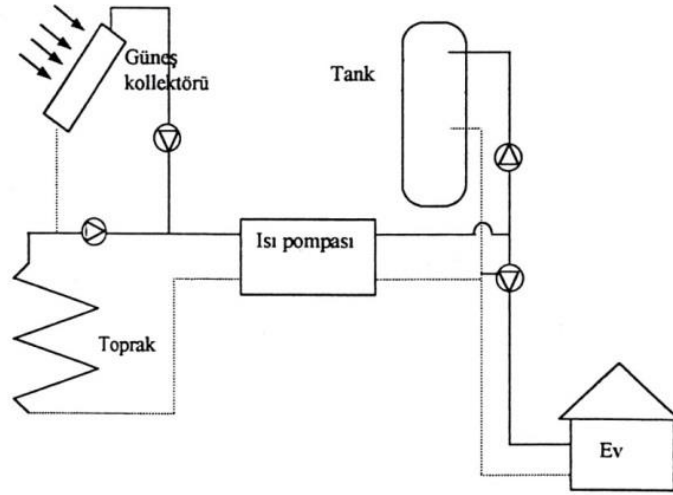 Güneş
kollektörü
Tank
Isı pompası
Toprak
Ev